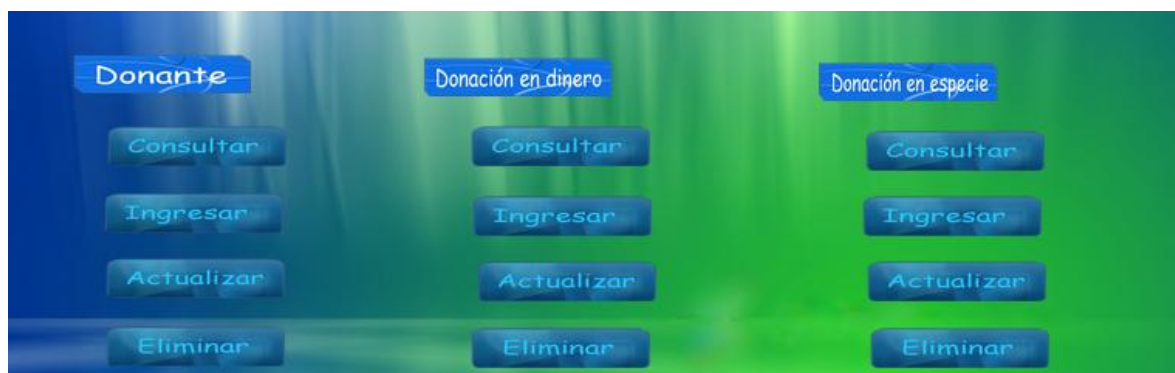 Donante
Consultar
Ingresar
Actualizar
Eliminar
Donación en dinero
Consultar
Ingresar
Actualizar
Eliminar
Donación en especie
Consultar
Ingresar
Actualizar
Eliminar